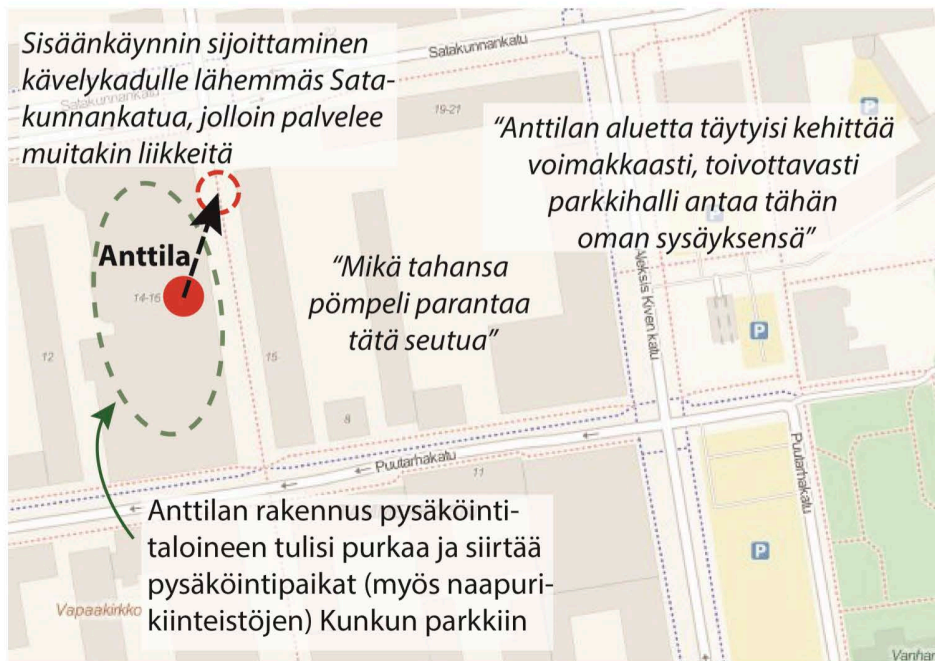 Sisäänkäynnin sijoittaminen
kävelykadulle lähemmäs Sata-
kunnankatua, jolloin palvelee
muitakin liikkeitä
Satakunnankatu
Satakunnankatu
19-21
P
“Anttilan aluetta täytyisi kehittää
voimakkaasti, toivottavasti
parkkihalli antaa tähän
oman sysäyksensä”
P
Anttila
14-16
“Mikä tahansa
pömpeli parantaa
tätä seutua”
Aleksis Kiven katu
P
12
15
8
Puutarhakatu
11
Puutarhakatu
P
Anttilan rakennus pysäköinti-
taloineen tulisi purkaa ja siirtää
pysäköintipaikat (myös naapuri-
kiinteistöjen) Kunkun parkkiin
Vapaakirkko
Vanhan